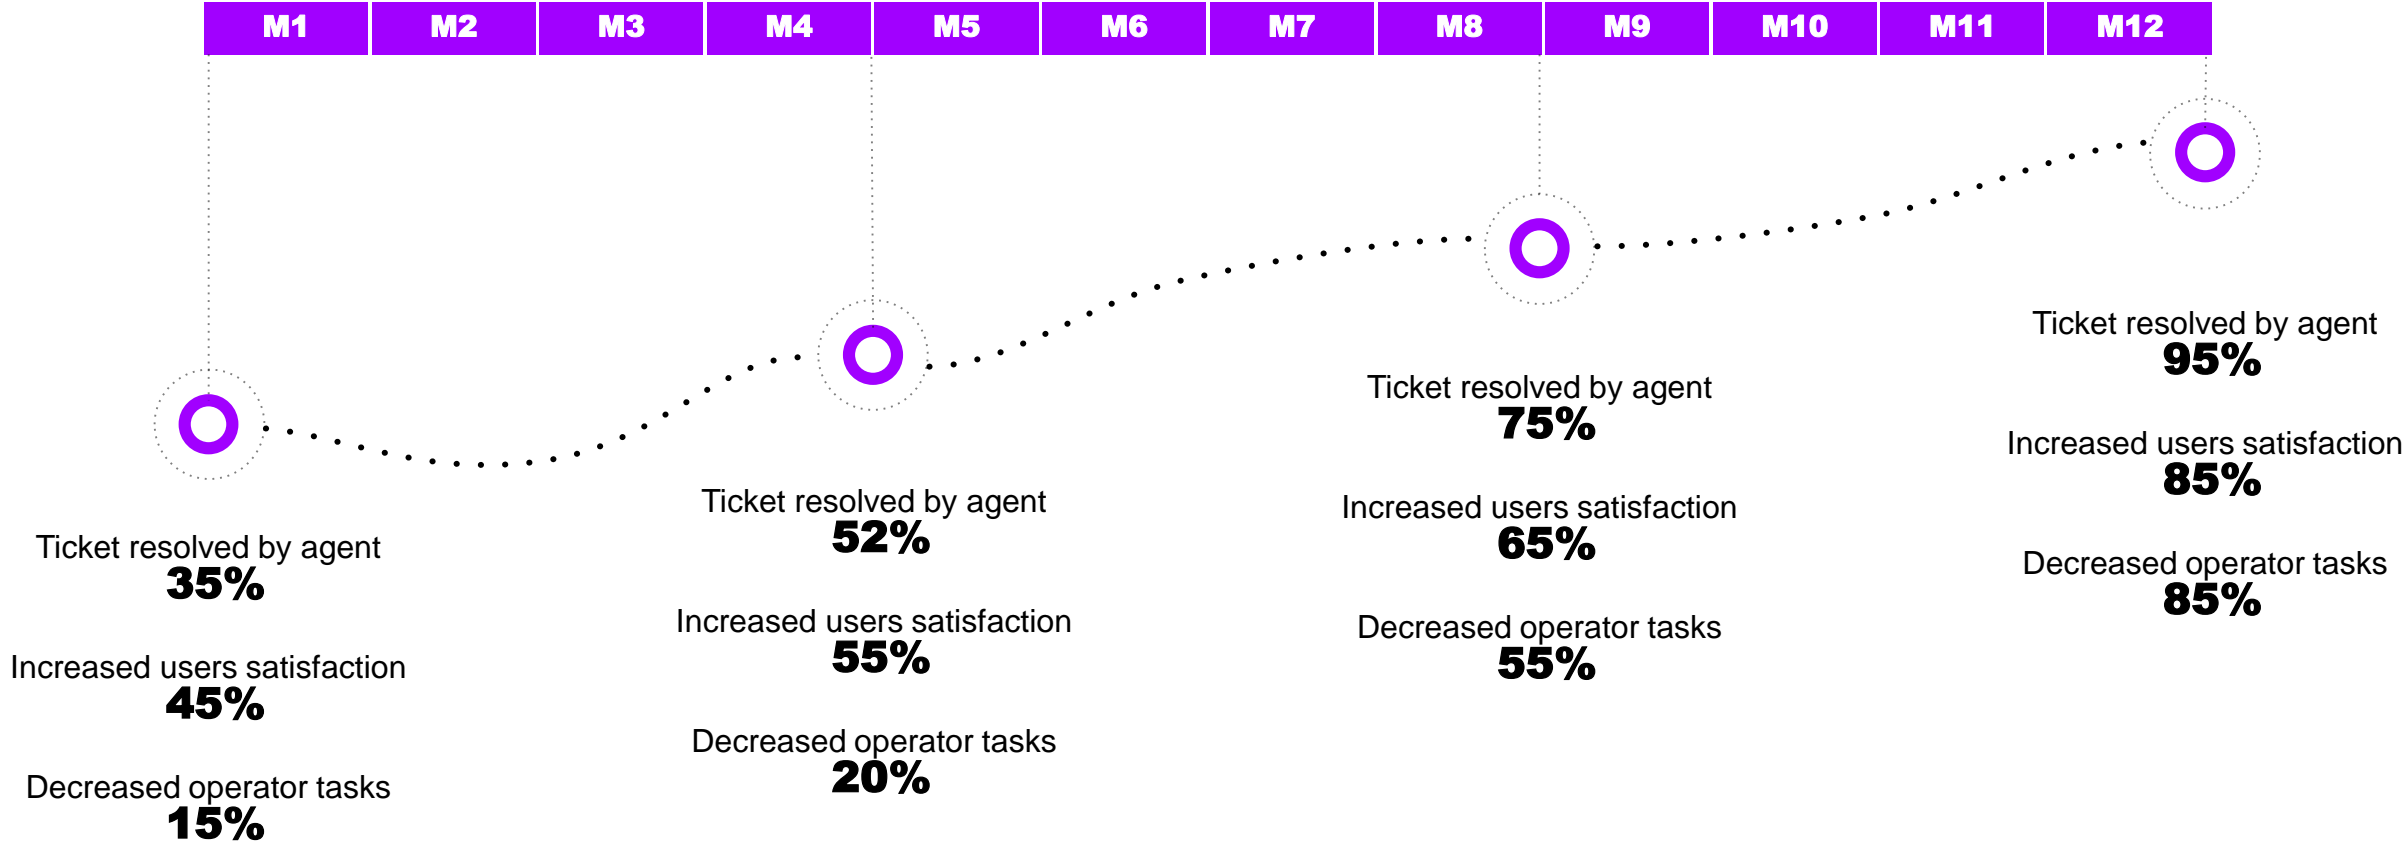 M1 M2 M3 M4 M5 M6 M7 M8 M9 M10 M11 M12
Ticket resolved by agent
35%
Increased users satisfaction
45%
Decreased operator tasks
15%
Ticket resolved by agent
52%
Increased users satisfaction
55%
Decreased operator tasks
20%
Ticket resolved by agent
75%
Increased users satisfaction
65%
Decreased operator tasks
55%
Ticket resolved by agent
95%
Increased users satisfaction
85%
Decreased operator tasks
85%